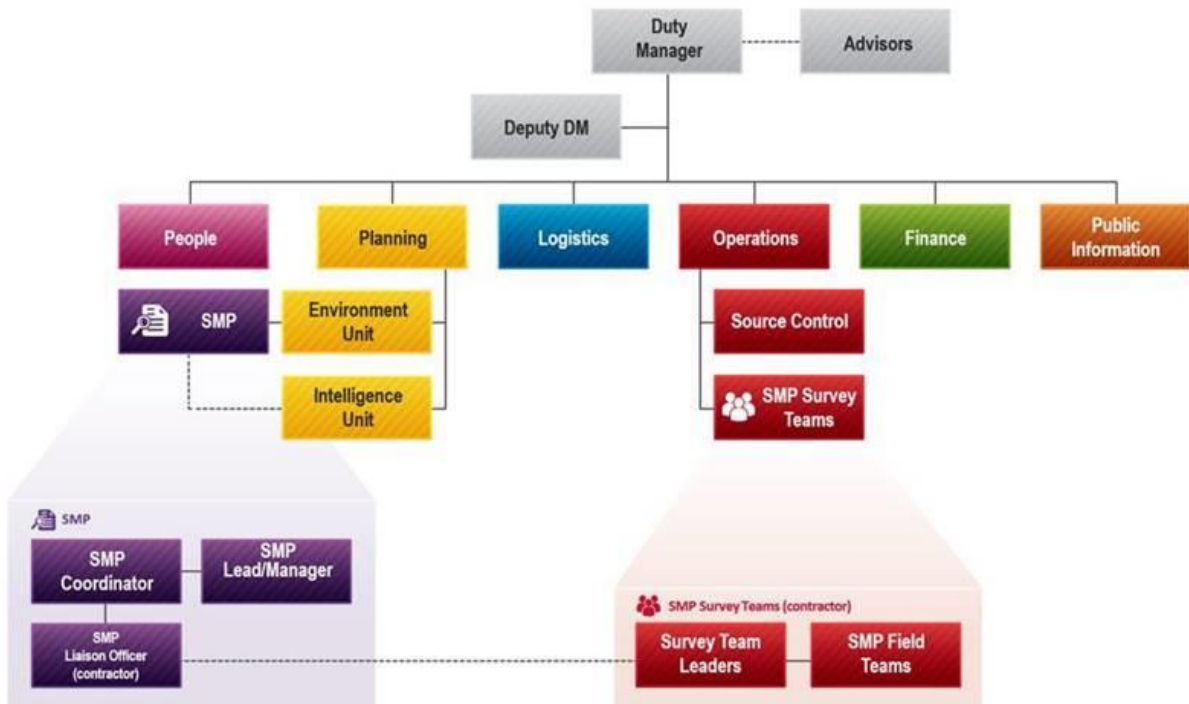 Duty
Manager
Advisors
Deputy DM
People
Planning
Logistics
Operations
Finance
Public
Information
SMP
Environment
Unit
Source Control
Intelligence
Unit
SMP Survey
Teams
SMP
SMP
Coordinator
SMP
Lead/Manager
SMP
Liaison Officer
(contractor)
SMP Survey Teams (contractor)
Survey Team
Leaders
SMP Field
Teams